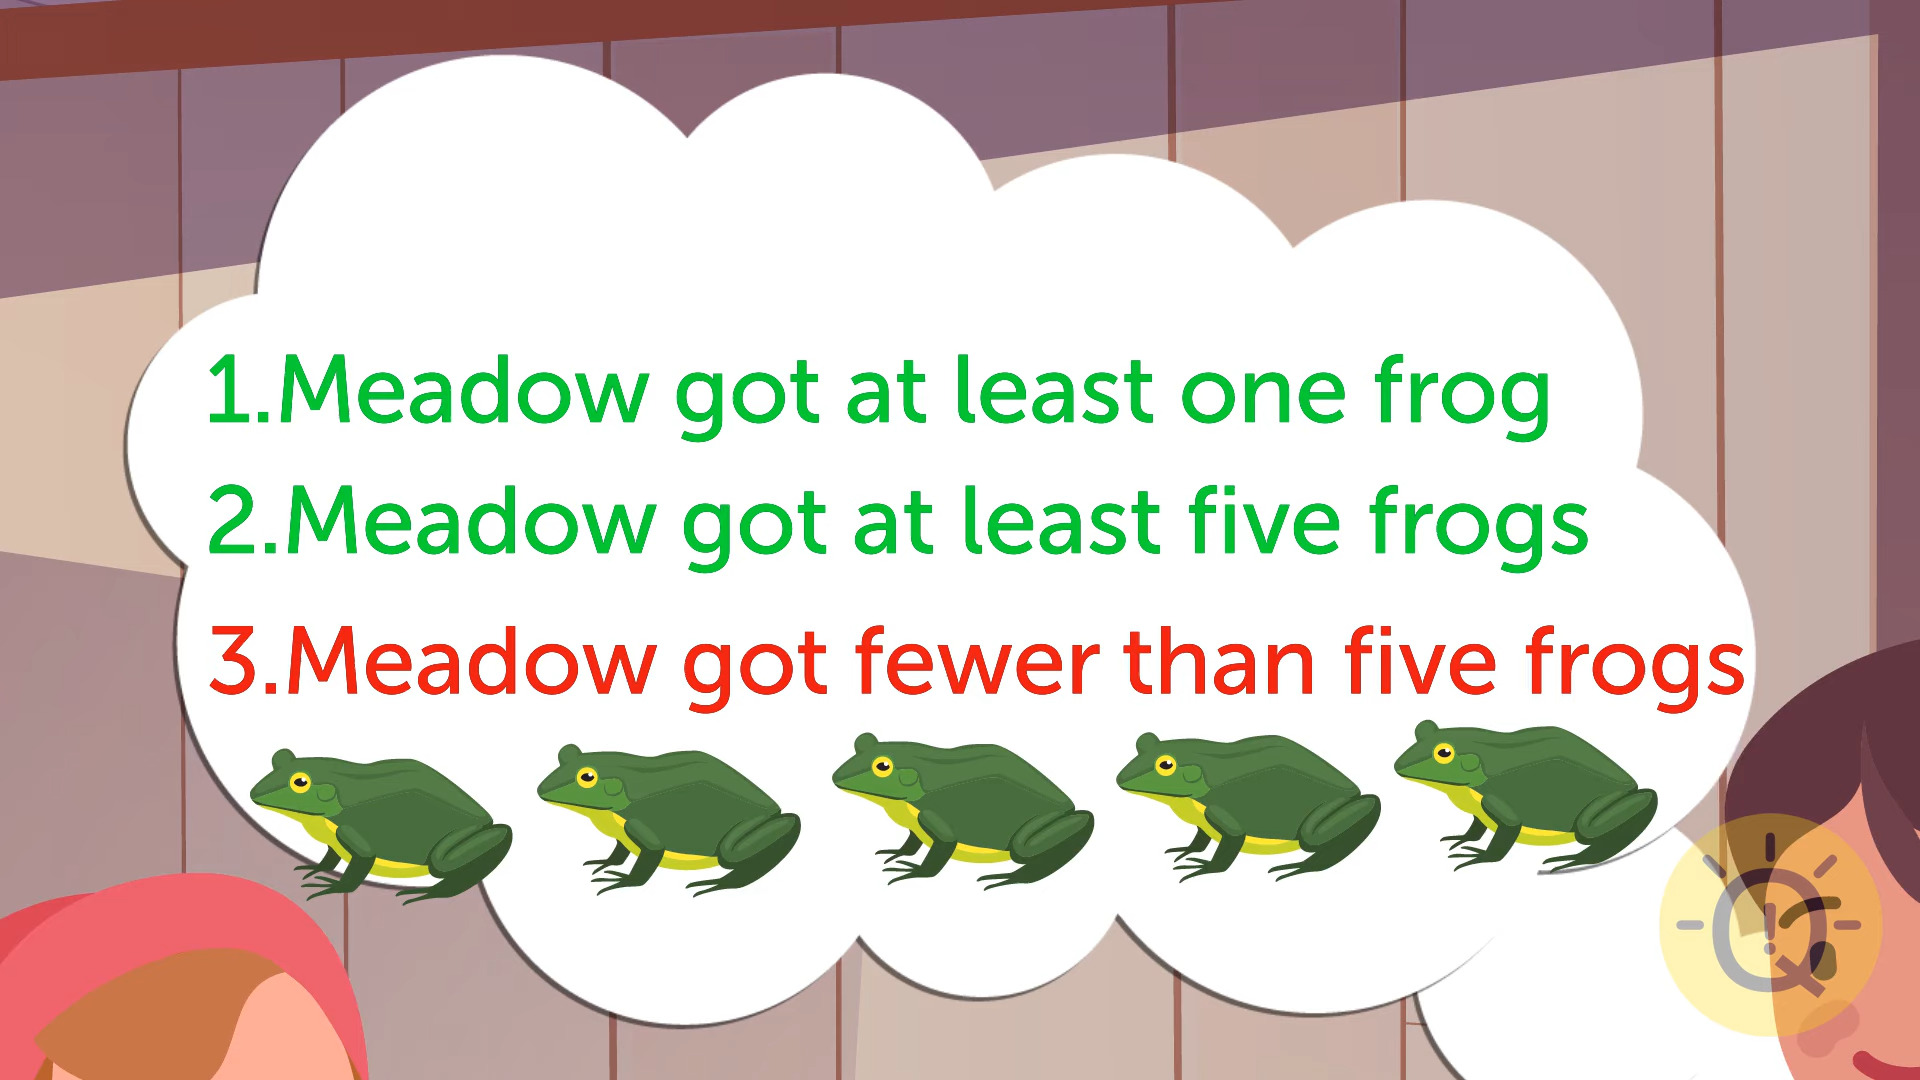 1.Meadow got at least one frog
2.Meadow got at least five frogs
3.Meadow got fewer than five frogs